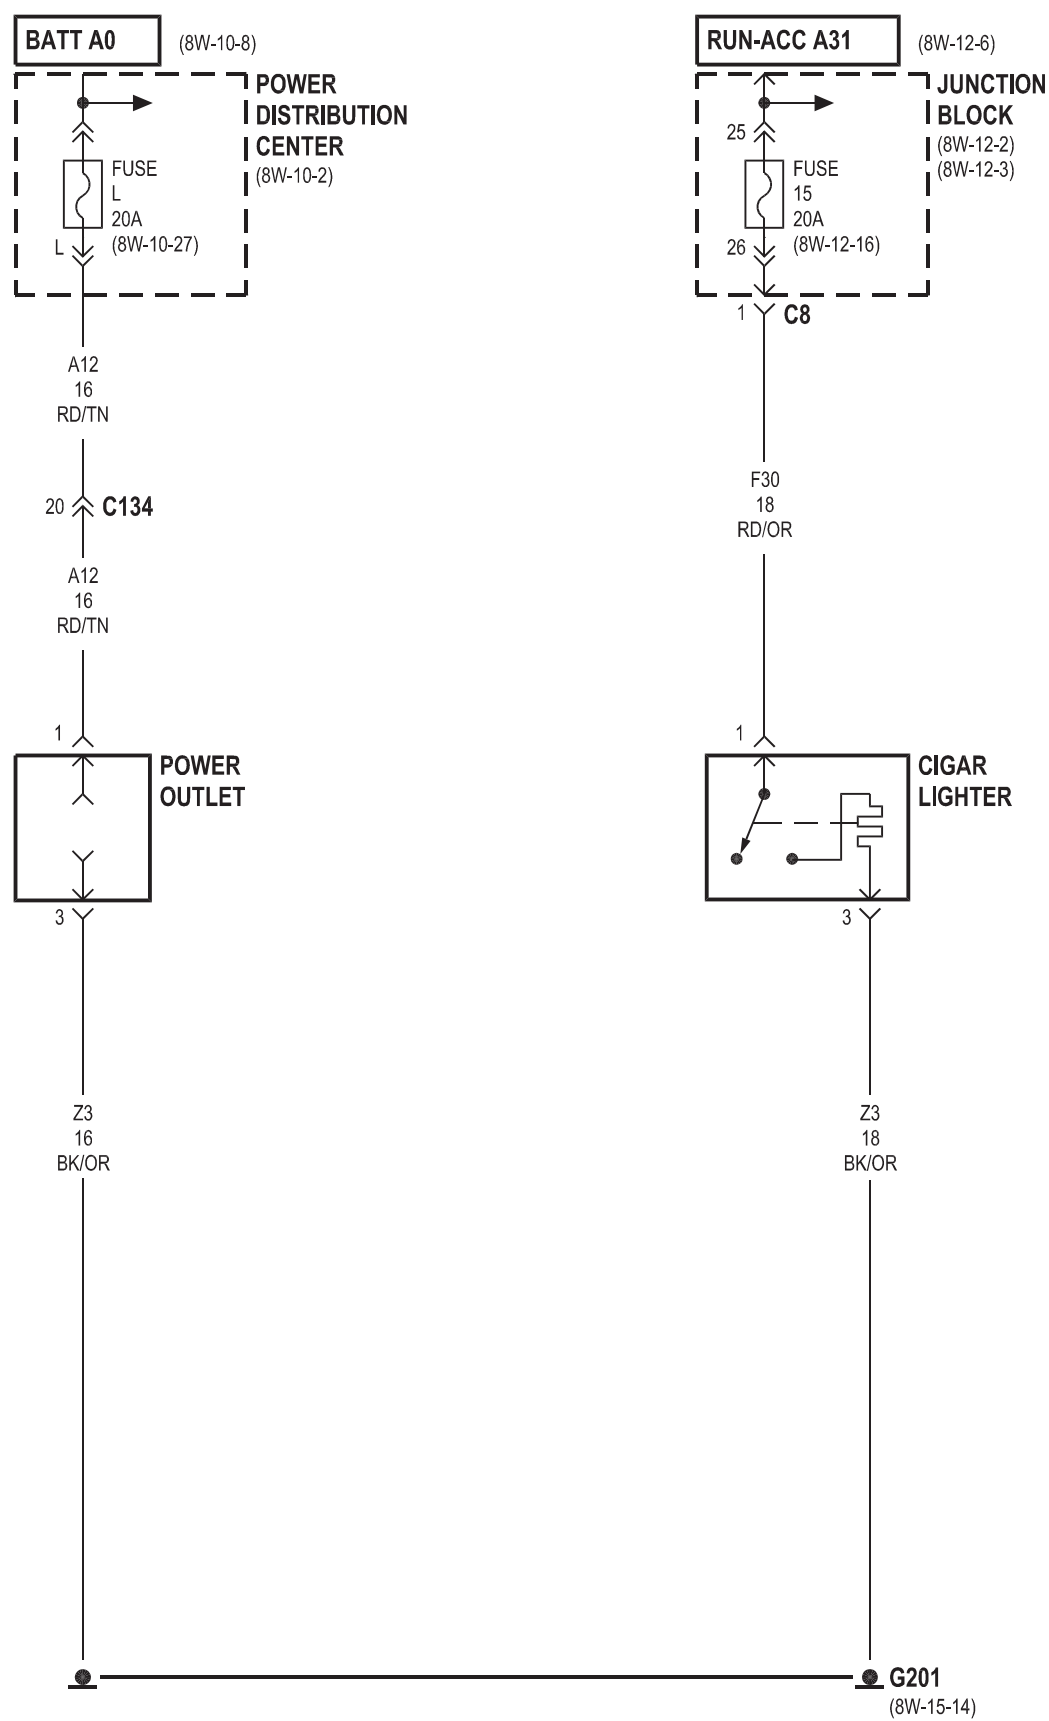 BATT A0
(8W-10-8)
POWER
DISTRIBUTION
CENTER
(8W-10-2)
FUSE
L
20A
(8W-10-27)
L
A12
16
RD/TN
20
C134
A12
16
RD/TN
1
POWER
OUTLET
3
Z3
16
BK/OR
RUN-ACC A31
(8W-12-6)
JUNCTION
BLOCK
(8W-12-2)
(8W-12-3)
25
FUSE
15
20A
(8W-12-16)
26
1
C8
F30
18
RD/OR
1
CIGAR
LIGHTER
3
Z3
18
BK/OR
G201
(8W-15-14)